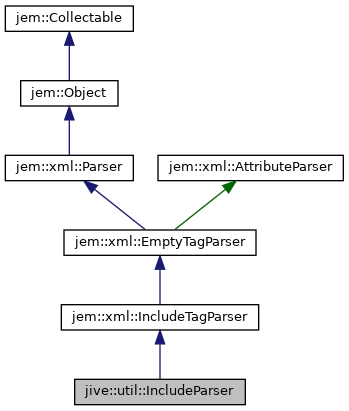 jem::Collectable
jem::Object
jem::xml::Parser
jem::xml::AttributeParser
jem::xml::EmptyTagParser
jem::xml::IncludeTagParser
jive::util::IncludeParser